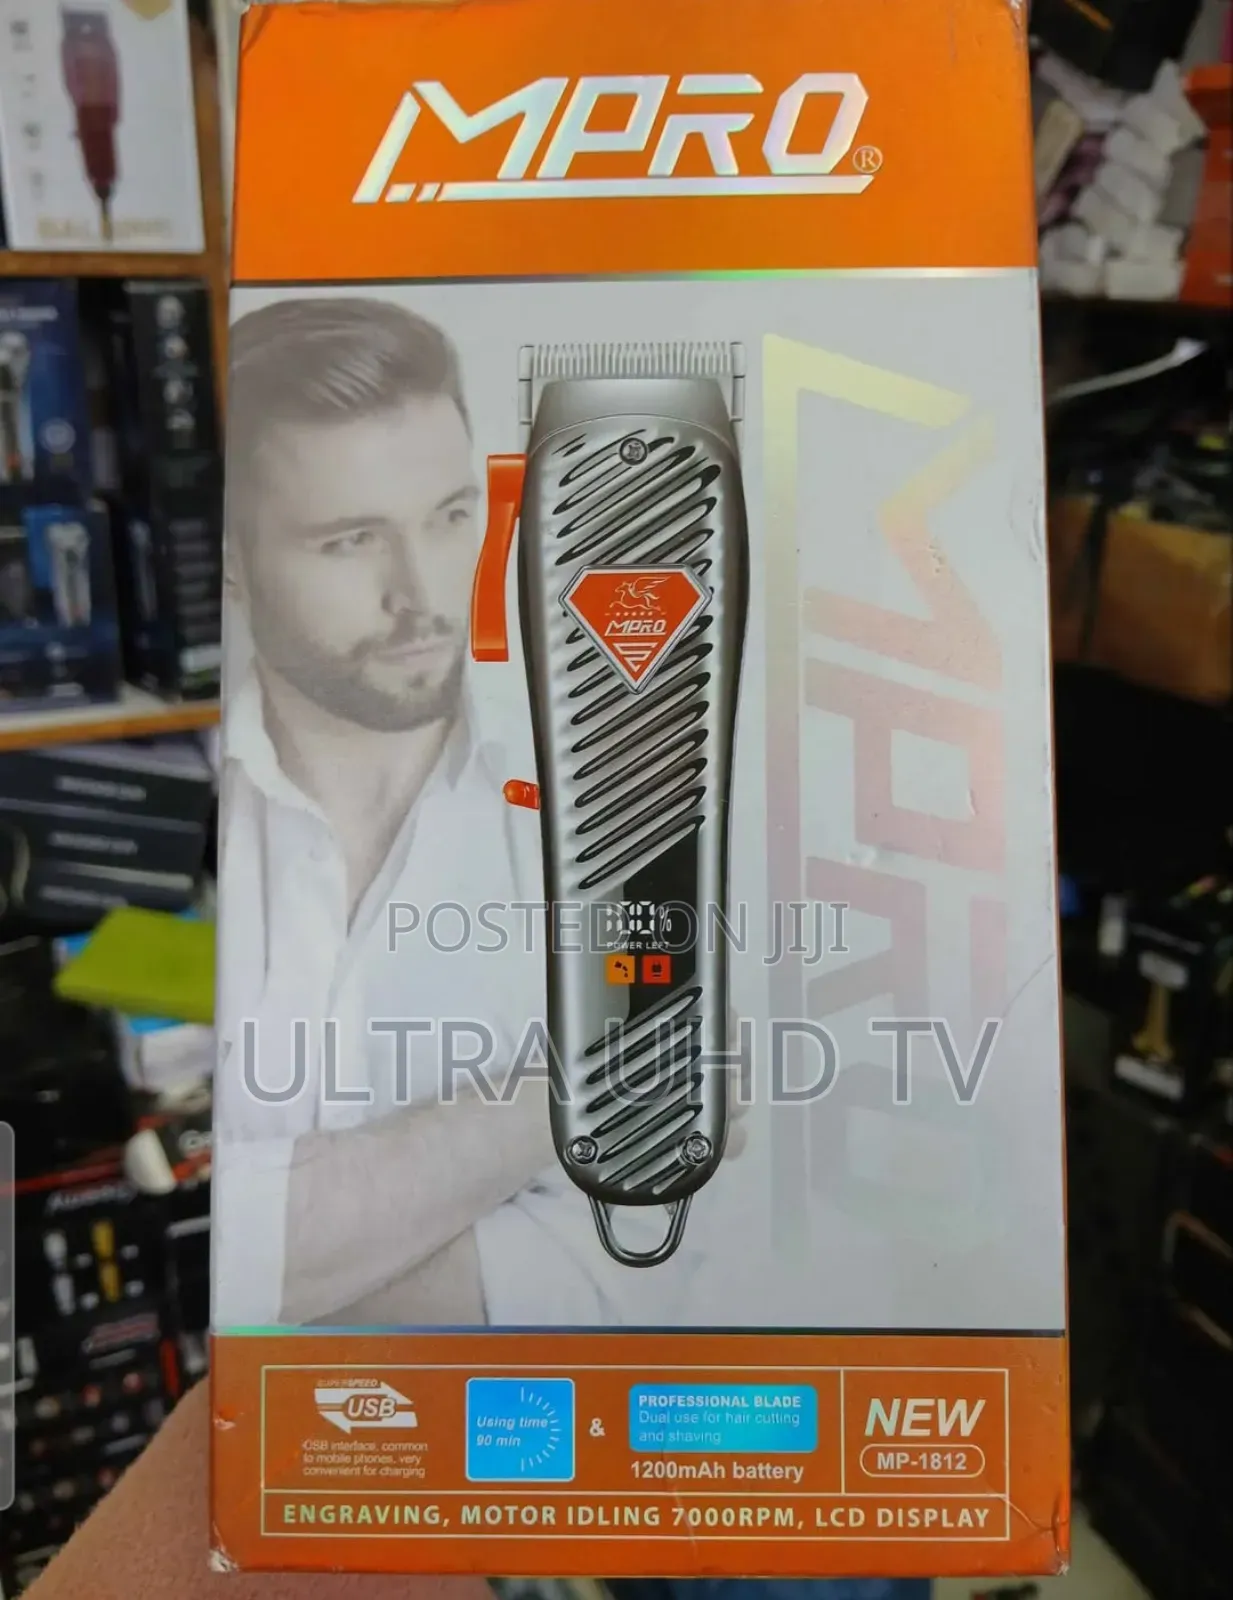 MPRO®
MPRO
MPRO
%
POWER LEFT
POSTED ON JIJI
ULTRA UHD TV
SUPERSPEED
USB
USB interface, common
to mobile phones, very
convenient for charging
Using time
90 min
&
PROFESSIONAL BLADE
Dual use for hair cutting
and shaving
1200mAh battery
NEW
MP-1812
ENGRAVING, MOTOR IDLING 7000RPM, LCD DISPLAY